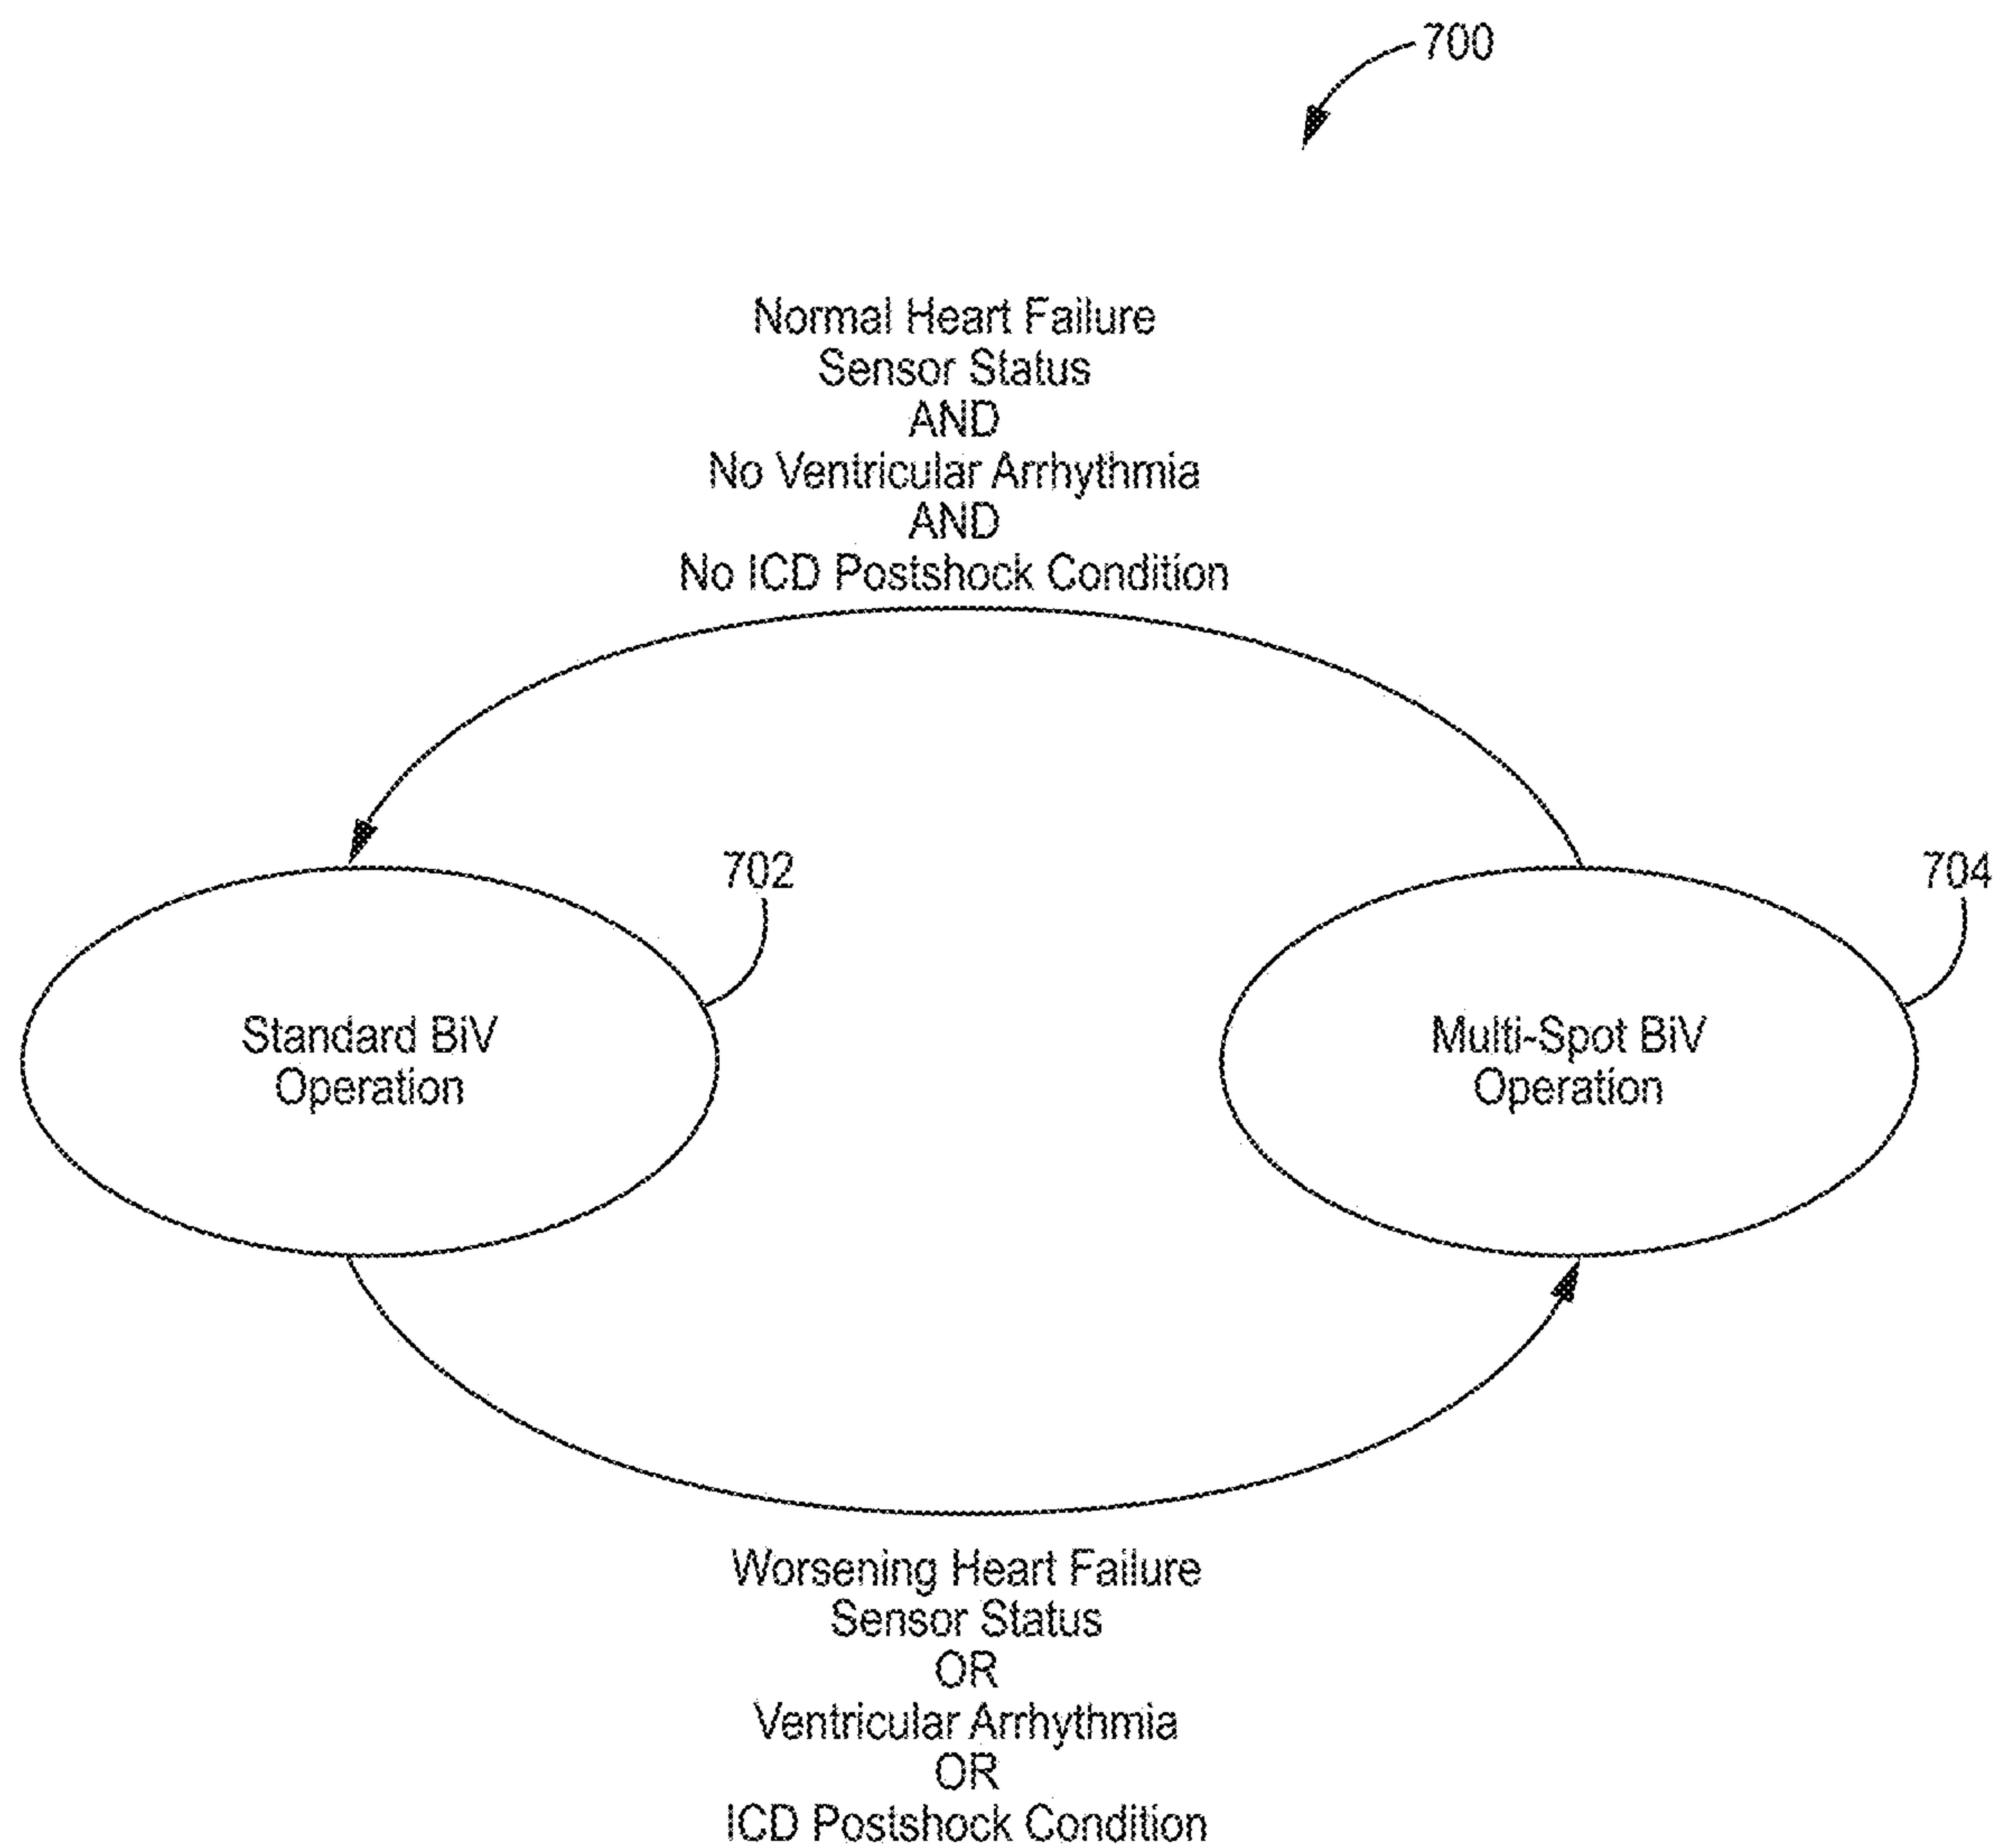 700
Normal Heart Failure
Sensor Status
AND
No Ventricular Arrhythmia
AND
No ICD Postshock Condition
702
704
Standard BiV
Operation
Multi-Spot BiV
Operation
Worsening Heart Failure
Sensor Status
OR
Ventricular Arrhythmia
OR
ICD Postshock Condition